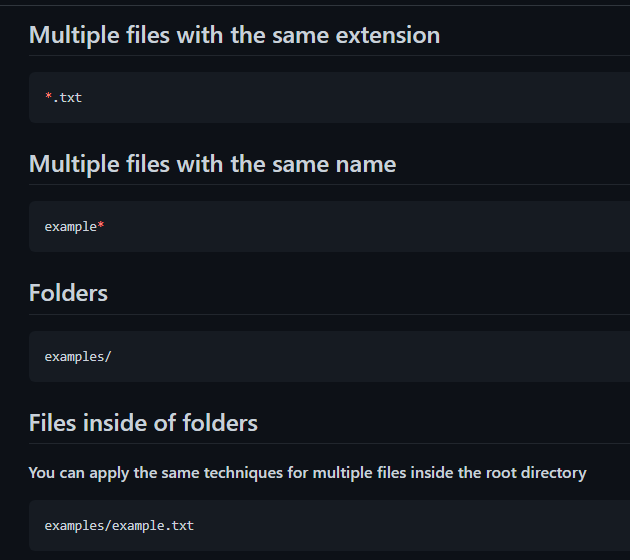 Multiple files with the same extension
*.txt
Multiple files with the same name
example*
Folders
examples/
Files inside of folders
You can apply the same techniques for multiple files inside the root directory
examples/example.txt